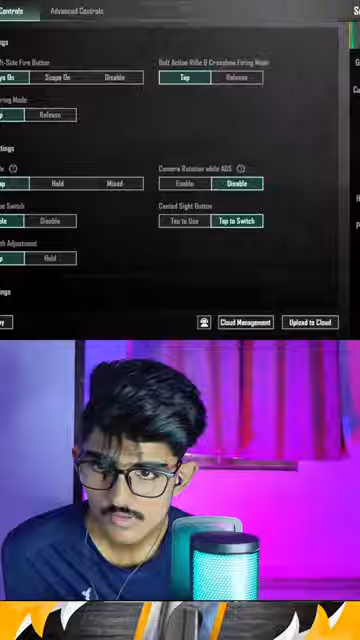 Controls
Advanced Controls
Left-Side Fire Button
Bolt Action Rifle & Crossbow Firing Mode
Scope On
Disable
Tap
Release
Release
Camera Rotation while ADS
Hold
Mixed
Enable
Disable
Canted Sight Button
Disable
Tap to Use
Tap to Switch
Hold
Cloud Management
Upload to Cloud